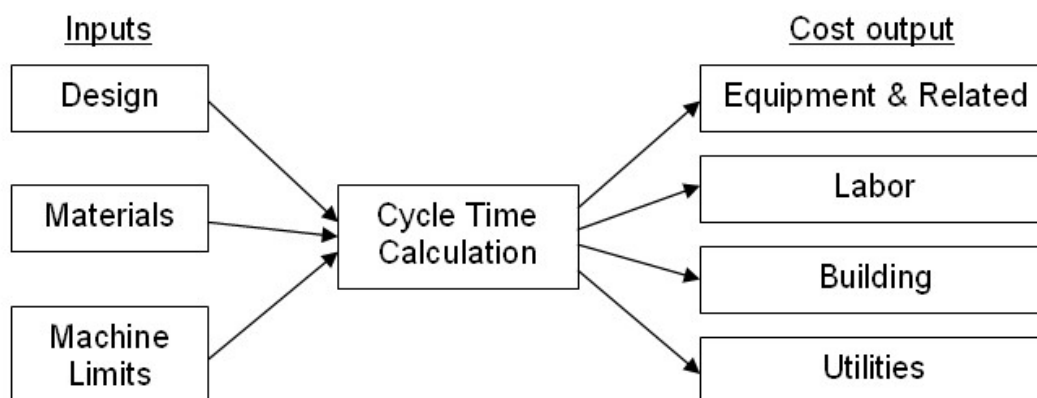 Inputs
Design
Materials
Machine
Limits
Cycle Time
Calculation
Cost output
Equipment & Related
Labor
Building
Utilities